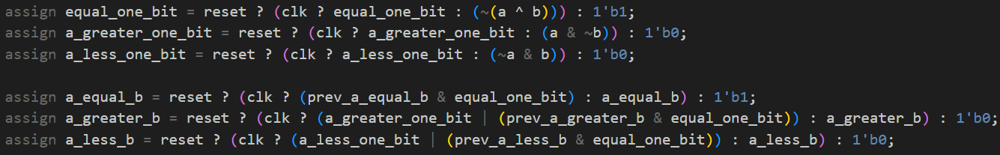 assign equal_one_bit = reset ? (clk ? equal_one_bit : (~(a ^ b))) : 1'b1;
assign a_greater_one_bit = reset ? (clk ? a_greater_one_bit : (a & ~b)) : 1'b0;
assign a_less_one_bit = reset ? (clk ? a_less_one_bit : (~a & b)) : 1'b0;
assign a_equal_b = reset ? (clk ? (prev_a_equal_b & equal_one_bit) : a_equal_b) : 1'b1;
assign a_greater_b = reset ? (clk ? (a_greater_one_bit | (prev_a_greater_b & equal_one_bit)) : a_greater_b) : 1'b0;
assign a_less_b = reset ? (clk ? (a_less_one_bit | (prev_a_less_b & equal_one_bit)) : a_less_b) : 1'b0;